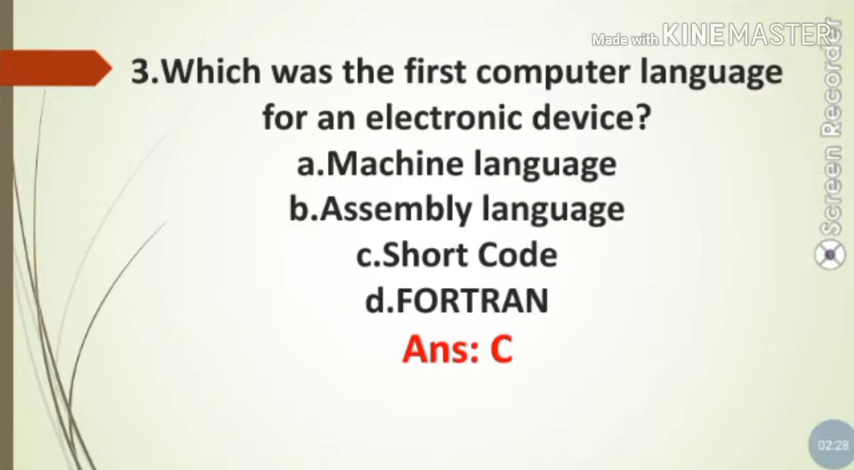 Made with KINEMASTER
3.Which was the first computer language
for an electronic device?
a.Machine language
b.Assembly language
c.Short Code
d.FORTRAN
Ans: C
Screen Recorder
02:28